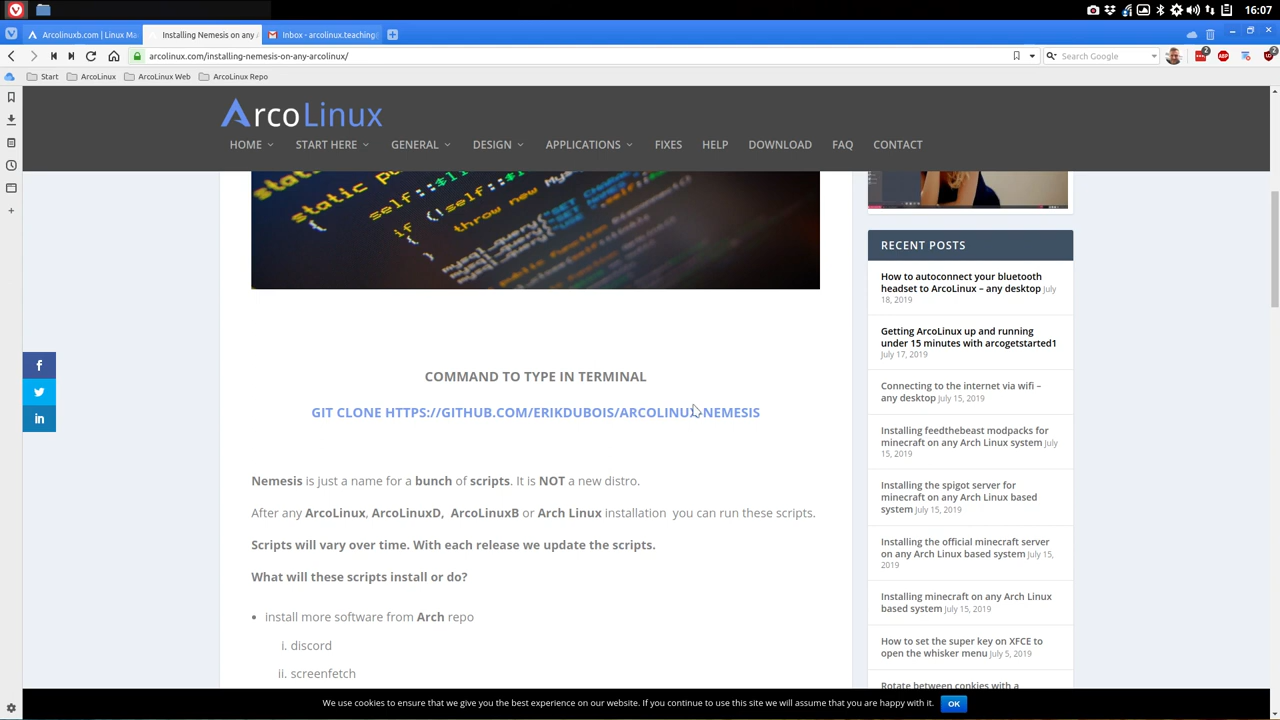 16:07
Arcolinuxb.com | Linux Ma
Installing Nemesis on any
Inbox - arcolinux.teaching
arcolinux.com/installing-nemesis-on-any-arcolinux/
Search Google
Start
ArcoLinux
ArcoLinux Web
ArcoLinux Repo
ArcoLinux
HOME
START HERE
GENERAL
DESIGN
APPLICATIONS
FIXES
HELP
DOWNLOAD
FAQ
CONTACT
static
self::$
if (!self::$
throw new
mysql_query(
COMMAND TO TYPE IN TERMINAL
GIT CLONE HTTPS://GITHUB.COM/ERIKDUBOIS/ARCOLINUX-NEMESIS
Nemesis is just a name for a bunch of scripts. It is NOT a new distro.
After any ArcoLinux, ArcoLinuxD, ArcoLinuxB or Arch Linux installation you can run these scripts.
Scripts will vary over time. With each release we update the scripts.
What will these scripts install or do?
• install more software from Arch repo
i. discord
ii. screenfetch
RECENT POSTS
How to autoconnect your bluetooth
headset to ArcoLinux – any desktop July
18, 2019
Getting ArcoLinux up and running
under 15 minutes with arcogetstarted1
July 17, 2019
Connecting to the internet via wifi –
any desktop July 15, 2019
Installing feedthebeast modpacks for
minecraft on any Arch Linux system July
15, 2019
Installing the spigot server for
minecraft on any Arch Linux based
system July 15, 2019
Installing the official minecraft server
on any Arch Linux based system July 15,
2019
Installing minecraft on any Arch Linux
based system July 15, 2019
How to set the super key on XFCE to
open the whisker menu July 5, 2019
Rotate between conkies with a
We use cookies to ensure that we give you the best experience on our website. If you continue to use this site we will assume that you are happy with it.
OK